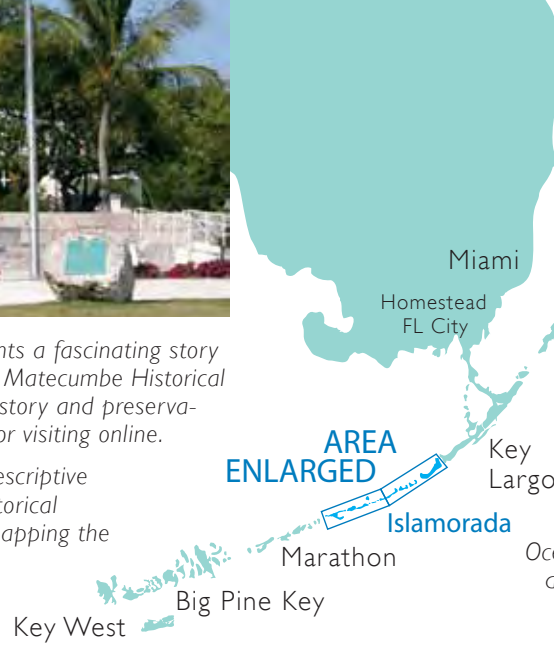 nts a fascinating story
Matecumbe Historical
story and preserva-
or visiting online.
escriptive
torical
apping the
Miami
Homestead
FL City
AREA
ENLARGED
Key
Largo
Islamorada
Marathon
Big Pine Key
Key West
Oce